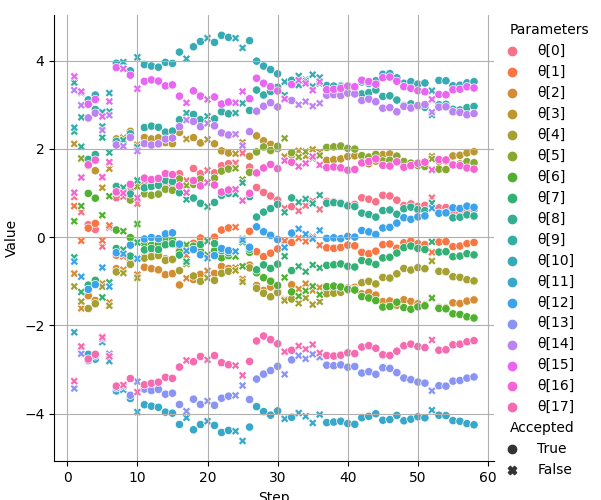 Parameters
θ[0]
θ[1]
θ[2]
θ[3]
θ[4]
θ[5]
θ[6]
θ[7]
θ[8]
θ[9]
θ[10]
θ[11]
θ[12]
θ[13]
θ[14]
θ[15]
θ[16]
θ[17]
Accepted
True
False
Value
4
2
0
−2
−4
0
10
20
30
40
50
60
Step